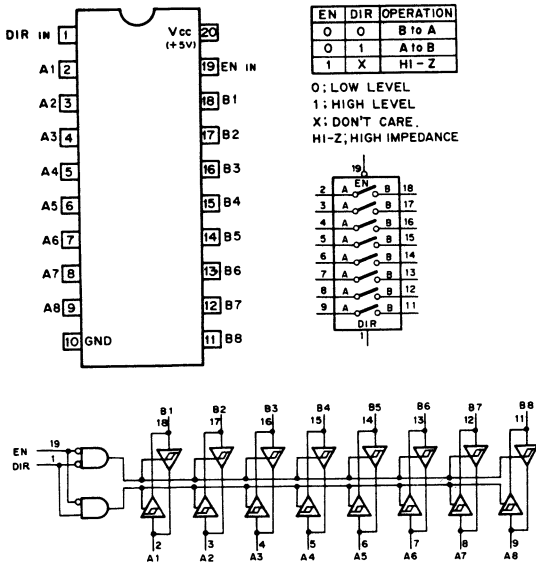 DIR IN 1
A1 2
A2 3
A3 4
A4 5
A5 6
A6 7
A7 8
A8 9
10 GND
Vcc 20
(+5V)
19 EN IN
18 B1
17 B2
16 B3
15 B4
14 B5
13 B6
12 B7
11 B8
EN DIR OPERATION
0 0 B to A
0 1 A to B
1 X HI-Z
0; LOW LEVEL
1; HIGH LEVEL
X; DON'T CARE.
HI-Z; HIGH IMPEDANCE
19
EN
2 A B 18
3 A B 17
4 A B 16
5 A B 15
6 A B 14
7 A B 13
8 A B 12
9 A B 11
DIR
1
B1 B2 B3 B4 B5 B6 B7 B8
18 17 16 15 14 13 12 11
EN 19
DIR 1
2 3 4 5 6 7 8 9
A1 A2 A3 A4 A5 A6 A7 A8